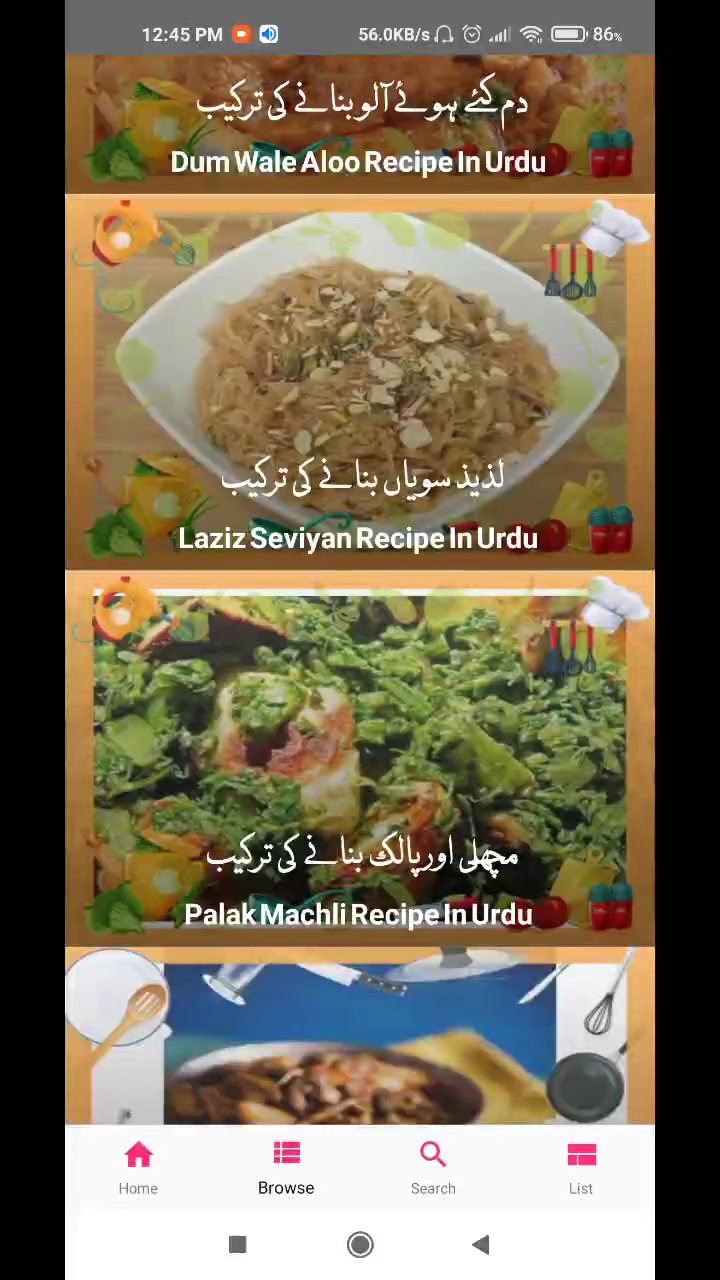 12:45 PM
56.0KB/s
86%
دم کئے ہوئے آلو بنانے کی ترکیب
Dum Wale Aloo Recipe In Urdu
لذیذ سویاں بنانے کی ترکیب
Laziz Seviyan Recipe In Urdu
مچھلی اور پالک بنانے کی ترکیب
Palak Machli Recipe In Urdu
Home
Browse
Search
List